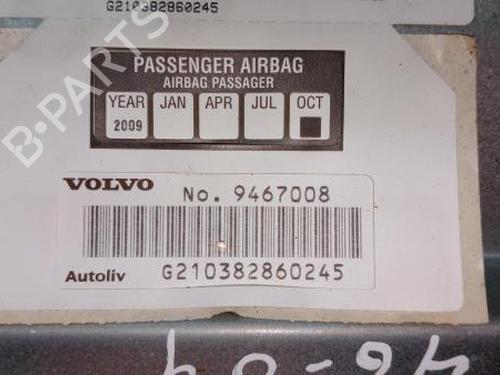 G210382860245
PASSENGER AIRBAG
AIRBAG PASSAGER
YEAR JAN APR JUL OCT
2009
VOLVO No. 9467008
Autoliv G210382860245
B-PARTS